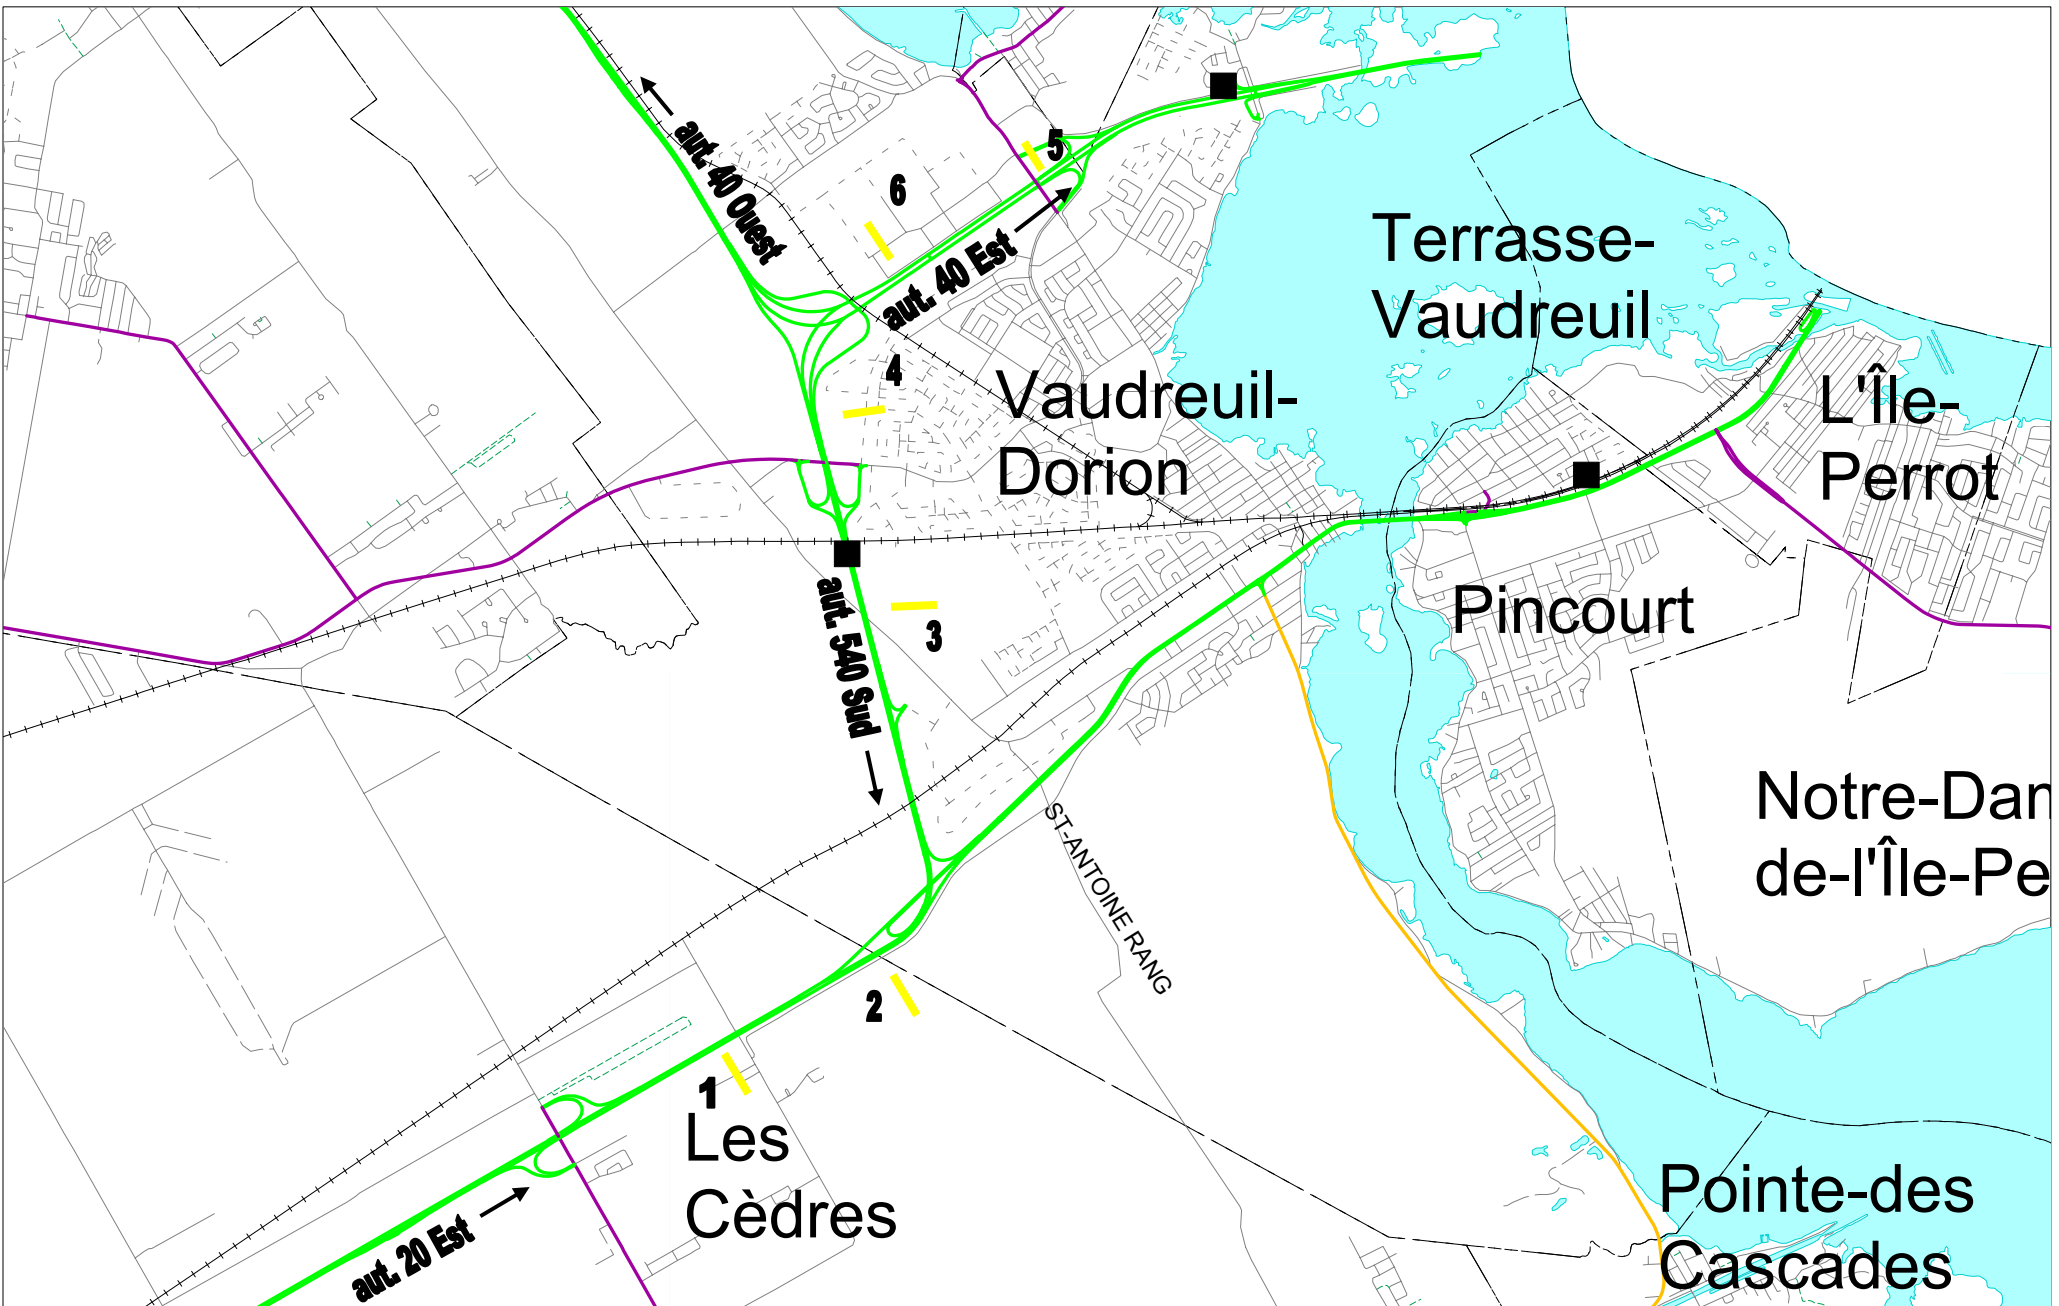 5
aut. 40 Ouest
6
Terrasse-
Vaudreuil
aut. 40 Est
4
Vaudreuil-
Dorion
L'Île-
Perrot
aut. 540 Sud
3
Pincourt
Notre-Dam
de-l'Île-Pe
ST-ANTOINE RANG
2
1
Les
Cèdres
aut. 20 Est
Pointe-des
Cascades